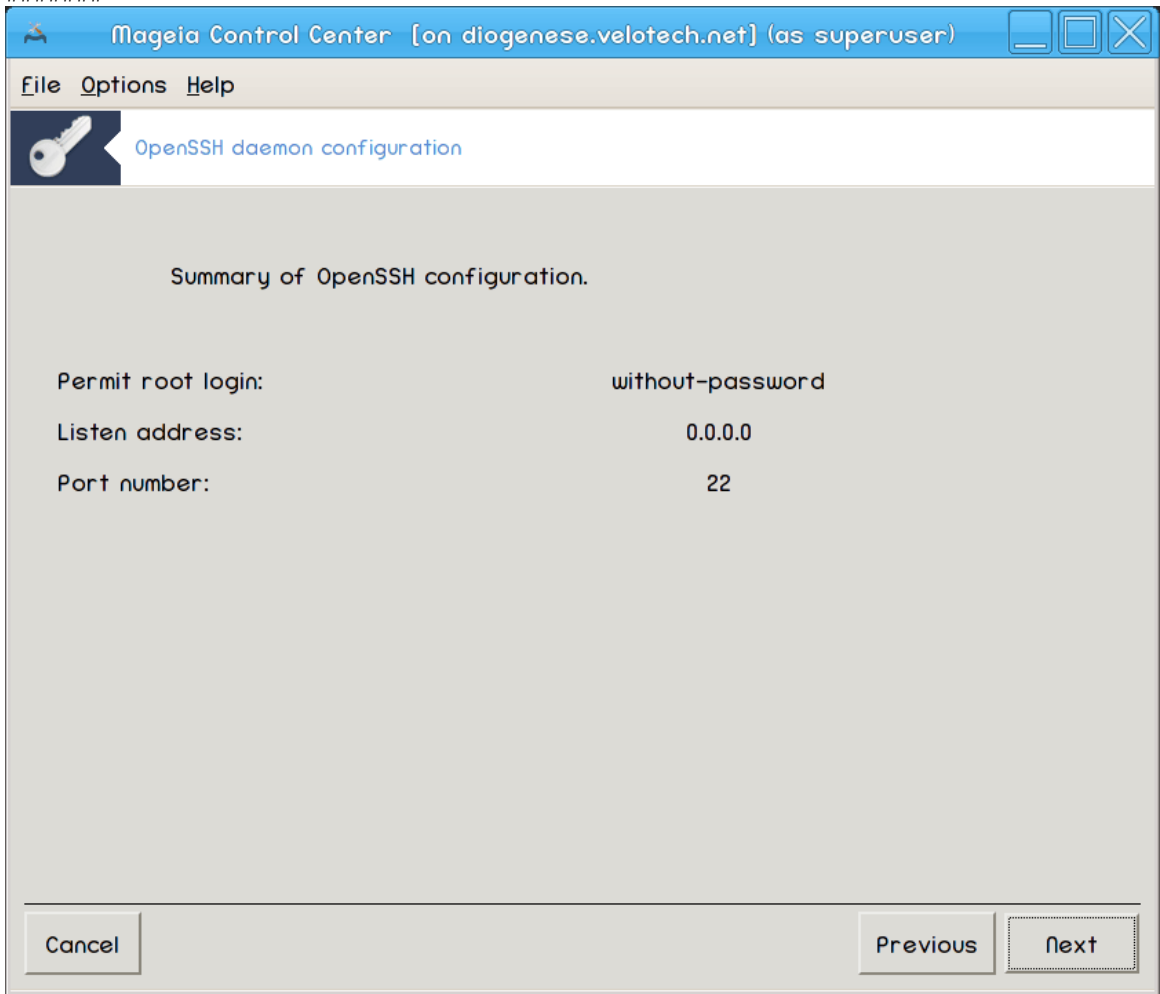 Mageia Control Center [on diogenese.velotech.net] (as superuser)
File Options Help
OpenSSH daemon configuration
Summary of OpenSSH configuration.
Permit root login: without-password
Listen address: 0.0.0.0
Port number: 22
Cancel Previous Next